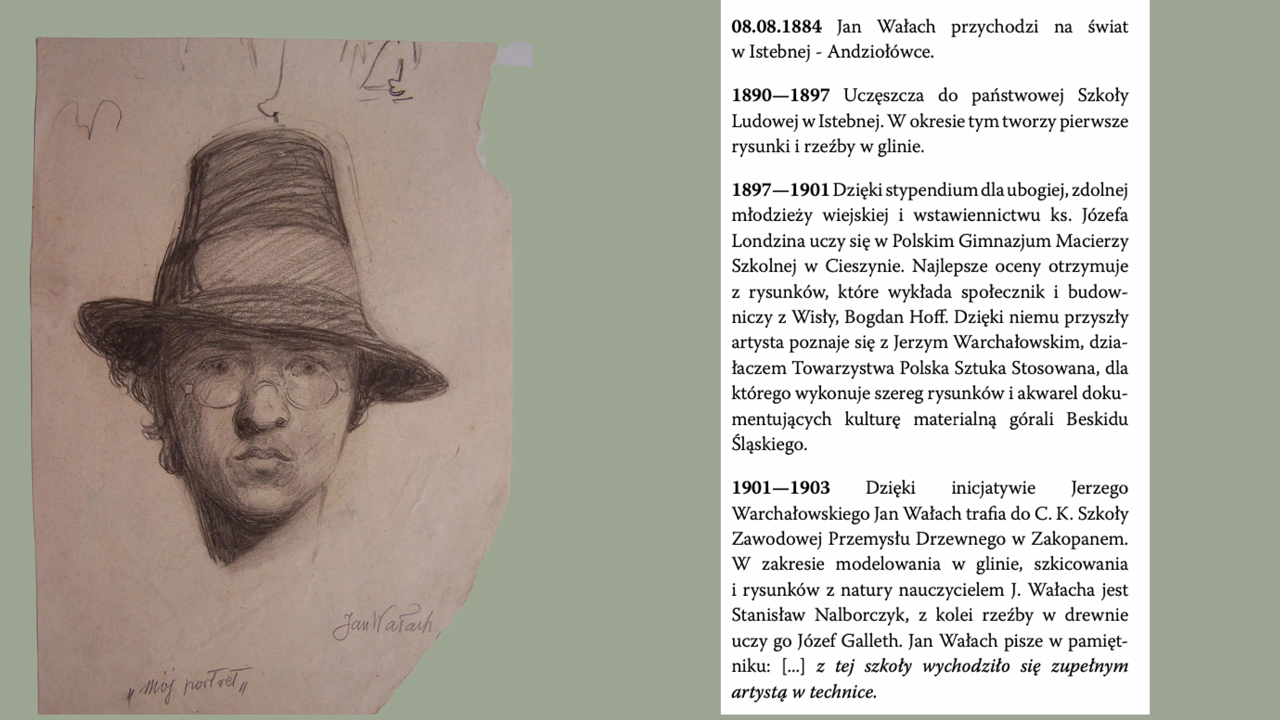 Jan Wałach
„Mój portret„
08.08.1884 Jan Wałach przychodzi na świat
w Istebnej - Andziołówce.
1890—1897 Uczęszcza do państwowej Szkoły
Ludowej w Istebnej. W okresie tym tworzy pierwsze
rysunki i rzeźby w glinie.
1897—1901 Dzięki stypendium dla ubogiej, zdolnej
młodzieży wiejskiej i wstawiennictwu ks. Józefa
Londzina uczy się w Polskim Gimnazjum Macierzy
Szkolnej w Cieszynie. Najlepsze oceny otrzymuje
z rysunków, które wykłada społecznik i budow-
niczy z Wisły, Bogdan Hoff. Dzięki niemu przyszły
artysta poznaje się z Jerzym Warchałowskim, dzia-
łaczem Towarzystwa Polska Sztuka Stosowana, dla
którego wykonuje szereg rysunków i akwarel doku-
mentujących kulturę materialną górali Beskidu
Śląskiego.
1901—1903 Dzięki inicjatywie Jerzego
Warchałowskiego Jan Wałach trafia do C. K. Szkoły
Zawodowej Przemysłu Drzewnego w Zakopanem.
W zakresie modelowania w glinie, szkicowania
i rysunków z natury nauczycielem J. Wałacha jest
Stanisław Nalborczyk, z kolei rzeźby w drewnie
uczy go Józef Galleth. Jan Wałach pisze w pamięt-
niku: [...] z tej szkoły wychodziło się zupełnym
artystą w technice.